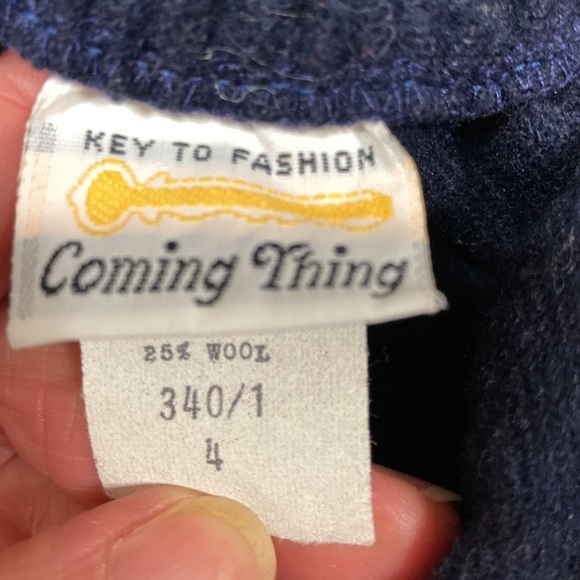 KEY TO FASHION
Coming Thing
25% WOOL
340/1
4